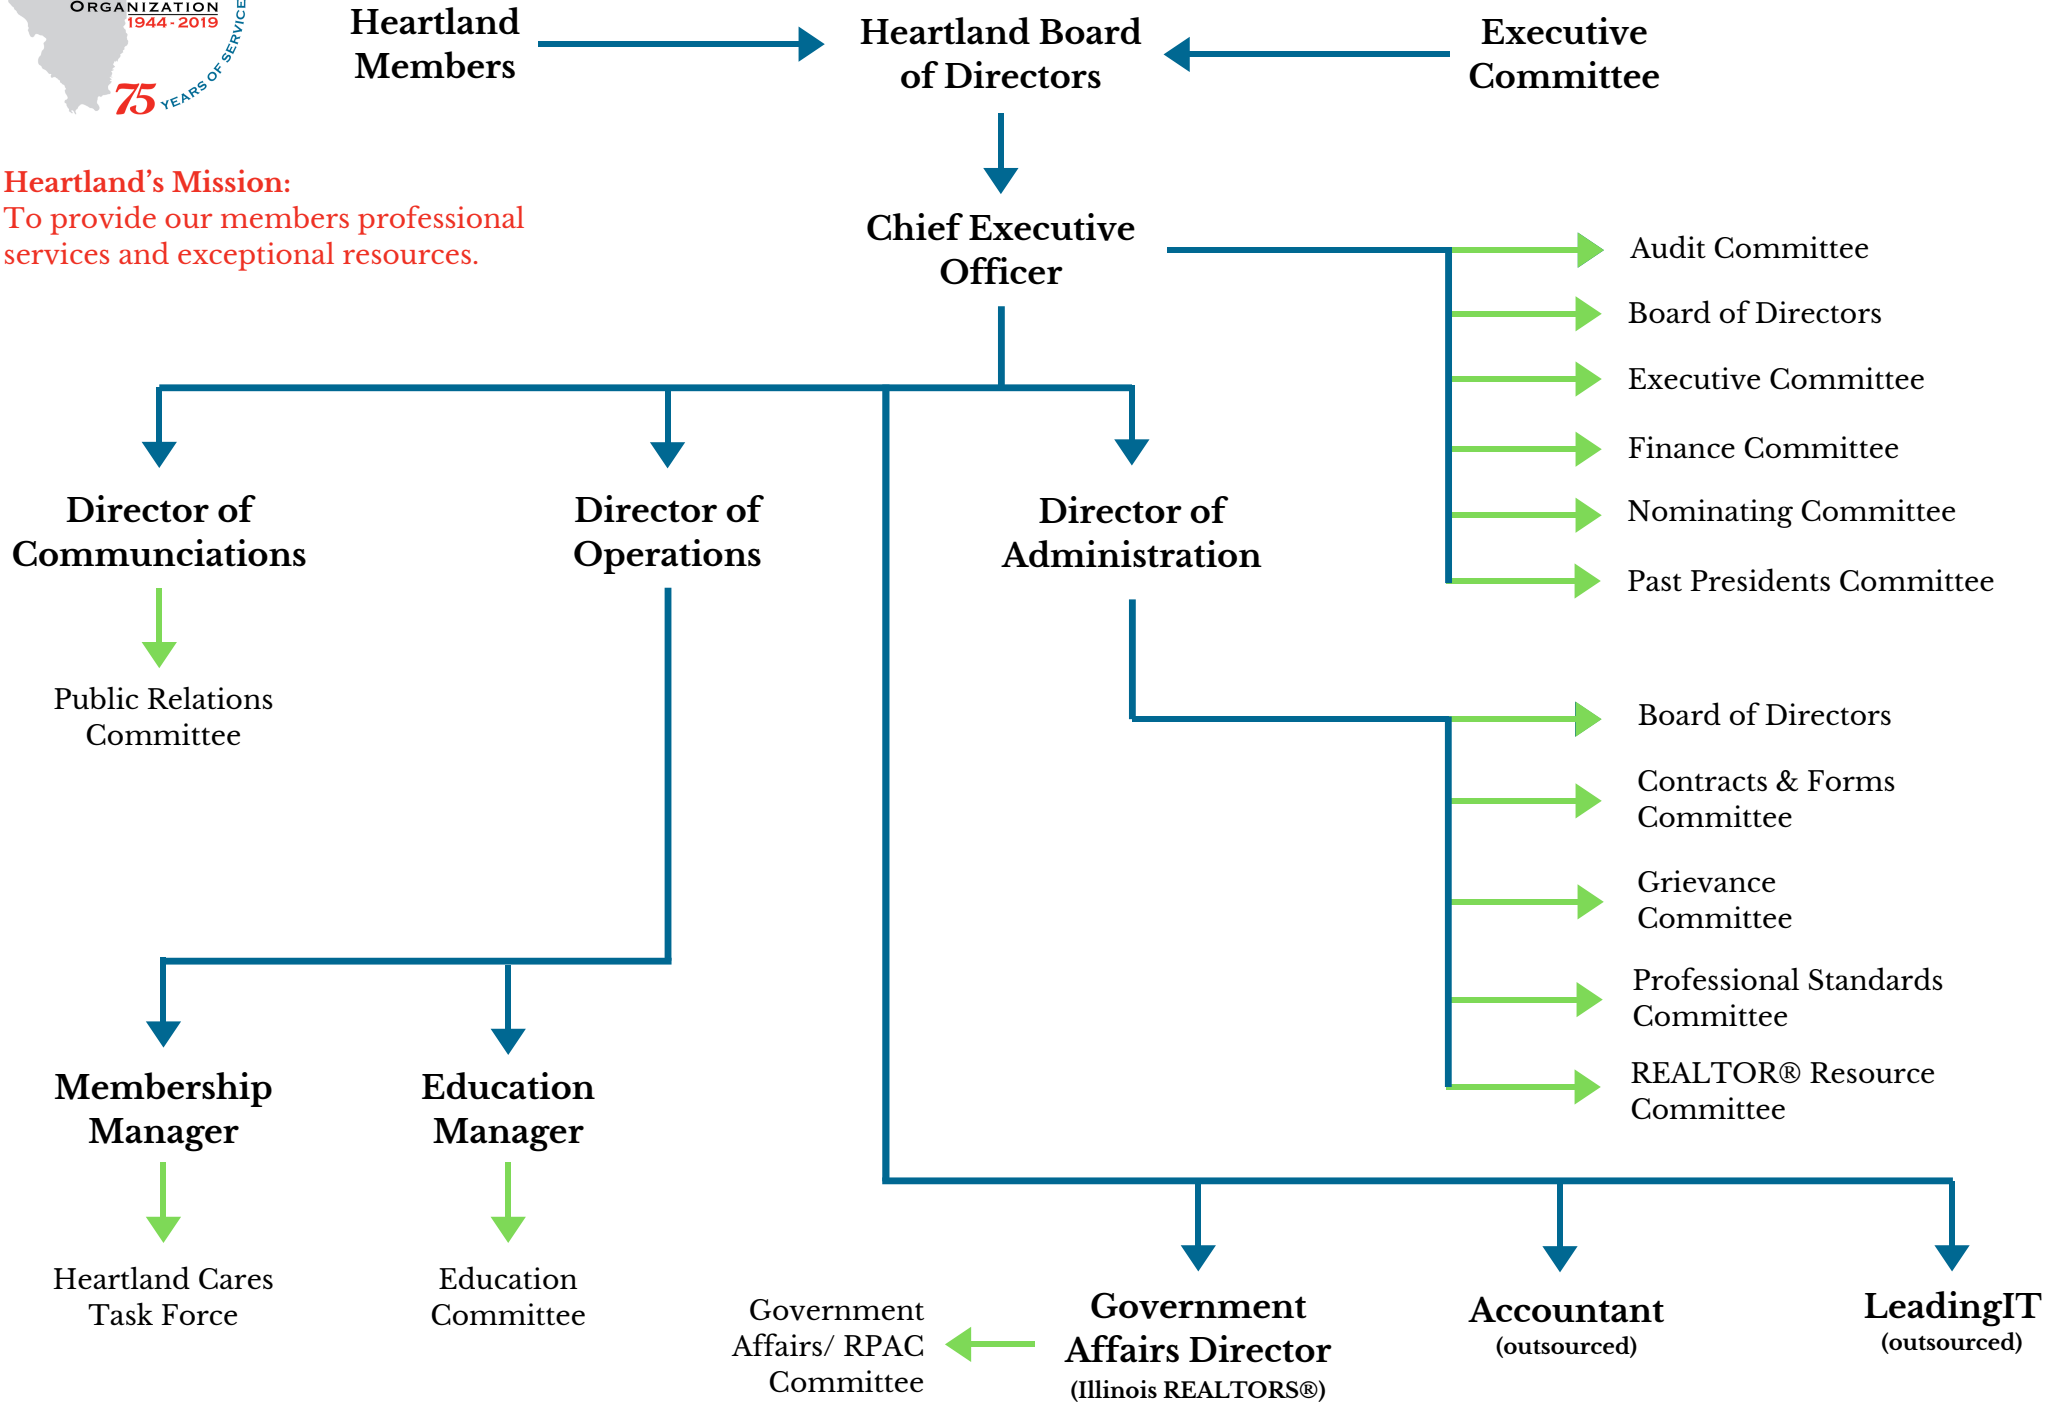 ORGANIZATION
1944 - 2019
75 YEARS OF SERVICE
Heartland
Members
Heartland Board
of Directors
Executive
Committee
Heartland's Mission:
To provide our members professional
services and exceptional resources.
Chief Executive
Officer
Audit Committee
Board of Directors
Executive Committee
Finance Committee
Nominating Committee
Past Presidents Committee
Director of
Communciations
Director of
Operations
Director of
Administration
Public Relations
Committee
Board of Directors
Contracts & Forms
Committee
Grievance
Committee
Professional Standards
Committee
REALTOR® Resource
Committee
Membership
Manager
Education
Manager
Heartland Cares
Task Force
Education
Committee
Government
Affairs/ RPAC
Committee
Government
Affairs Director
(Illinois REALTORS®)
Accountant
(outsourced)
LeadingIT
(outsourced)